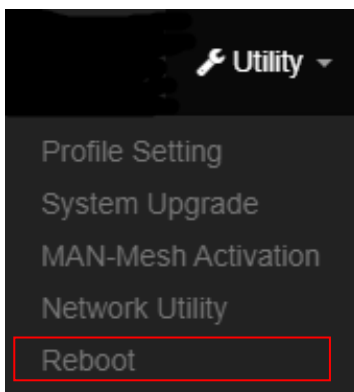 Utility
Profile Setting
System Upgrade
MAN-Mesh Activation
Network Utility
Reboot